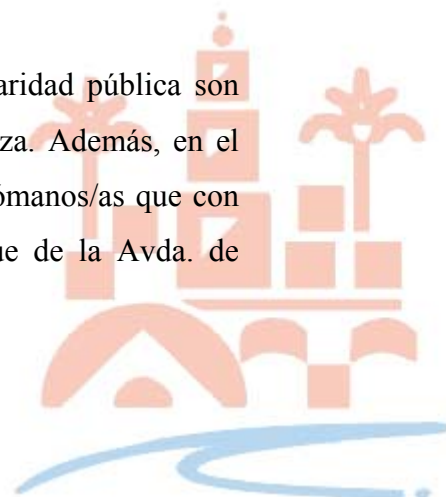 aridad pública son
za. Además, en el
ómanos/as que con
ue de la Avda. de